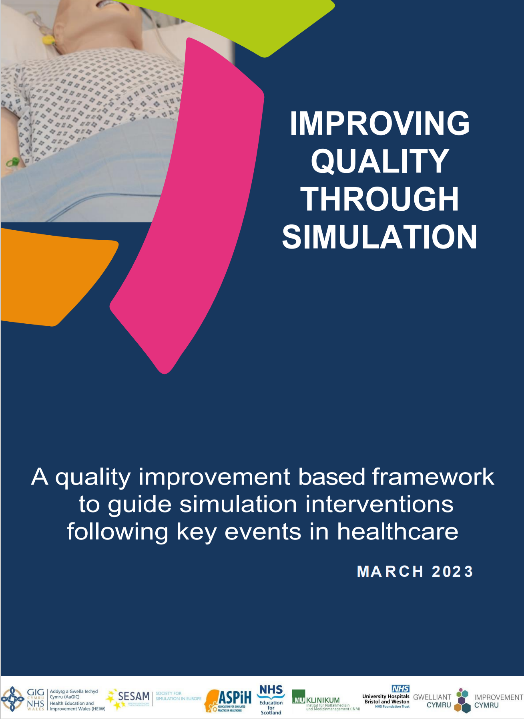 IMPROVING
QUALITY
THROUGH
SIMULATION
A quality improvement based framework
to guide simulation interventions
following key events in healthcare
MARCH 2023
GIG
CYMRU
NHS
WALES
Addysg a Gwella Iechyd
Cymru (AaGIC)
Health Education and
Improvement Wales (HEIW)
SESAM
SOCIETY FOR
SIMULATION IN EUROPE
ASPiH
NHS
Education
for
Scotland
KLINIKUM
NHS
University Hospitals
Bristol and Weston
NHS Foundation Trust
GWELLIANT
CYMRU
IMPROVEMENT
CYMRU